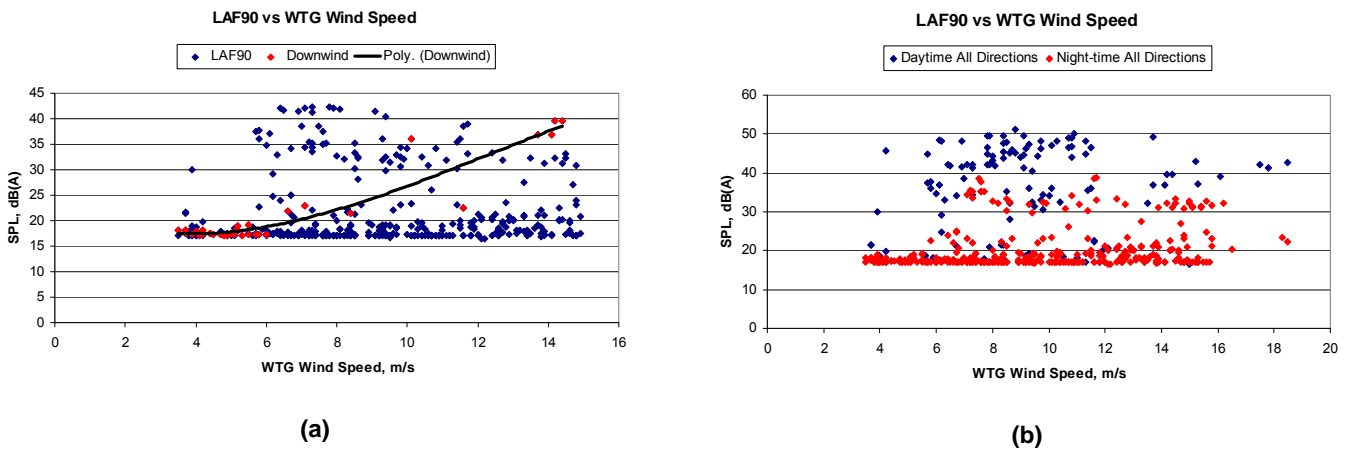 LAF90 vs WTG Wind Speed
LAF90 Downwind Poly. (Downwind)
SPL, dB(A)
45
40
35
30
25
20
15
10
5
0
0 2 4 6 8 10 12 14 16
WTG Wind Speed, m/s
(a)
LAF90 vs WTG Wind Speed
Daytime All Directions Night-time All Directions
SPL, dB(A)
60
50
40
30
20
10
0
0 2 4 6 8 10 12 14 16 18 20
WTG Wind Speed, m/s
(b)